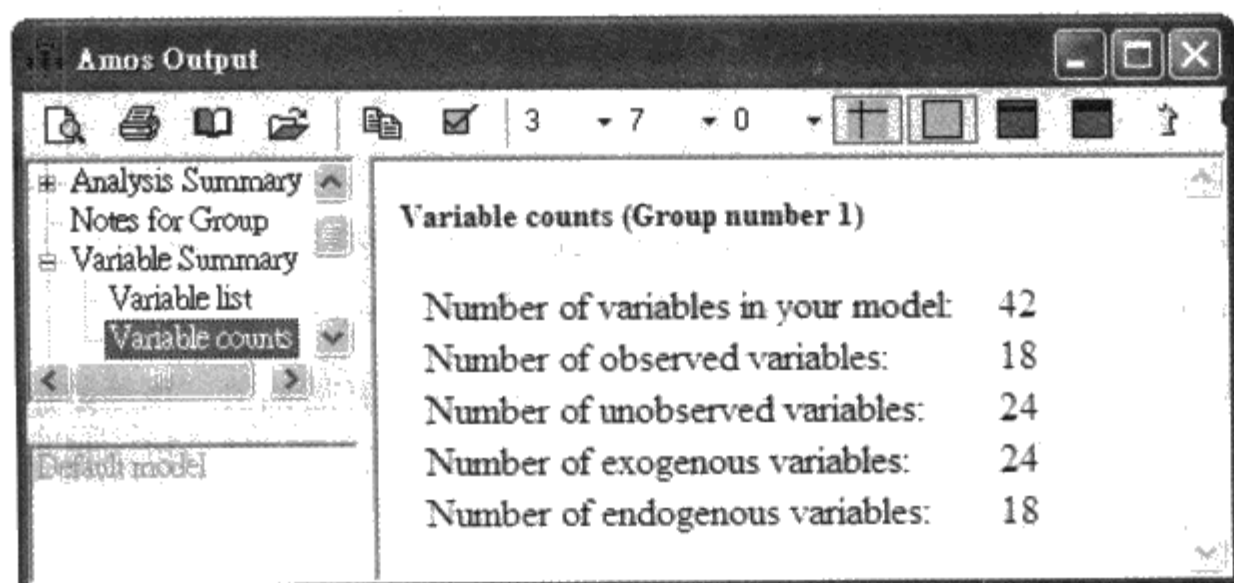 Amos Output
3 7 0
Analysis Summary
Notes for Group
Variable Summary
Variable list
Variable counts
Default model
Variable counts (Group number 1)
Number of variables in your model: 42
Number of observed variables: 18
Number of unobserved variables: 24
Number of exogenous variables: 24
Number of endogenous variables: 18